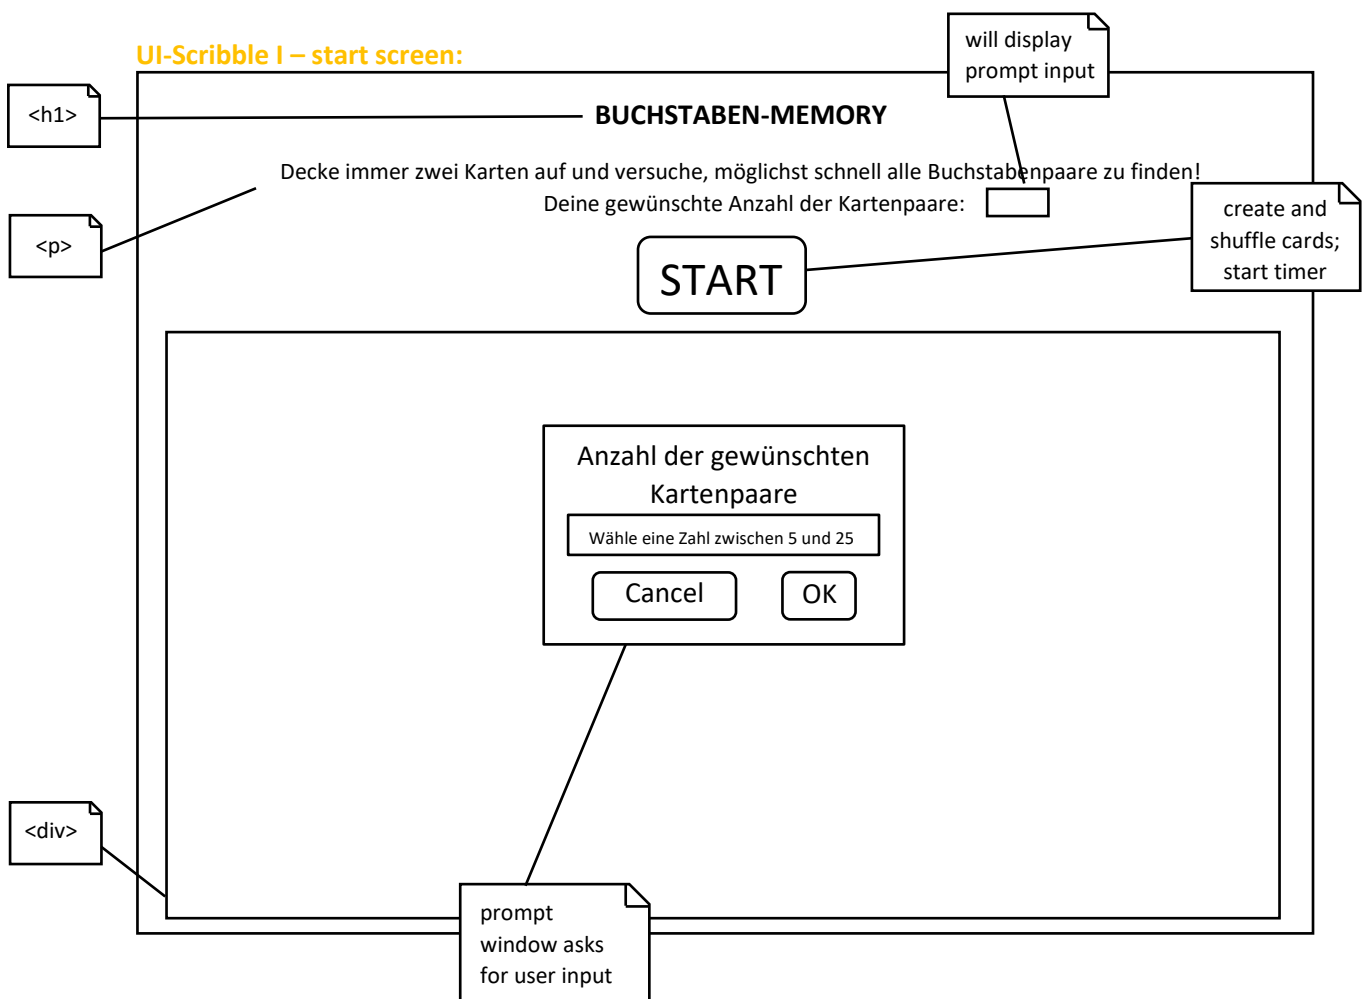 UI-Scribble I – start screen:
will display
prompt input
<h1>
BUCHSTABEN-MEMORY
Decke immer zwei Karten auf und versuche, möglichst schnell alle Buchstabenpaare zu finden!
Deine gewünschte Anzahl der Kartenpaare:
<p>
create and
shuffle cards;
start timer
START
Anzahl der gewünschten
Kartenpaare
Wähle eine Zahl zwischen 5 und 25
Cancel
OK
<div>
prompt
window asks
for user input